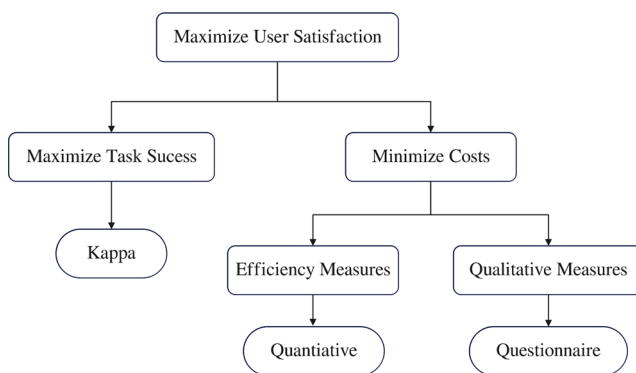 Maximize User Satisfaction
Maximize Task Sucess
Minimize Costs
Kappa
Efficiency Measures
Qualitative Measures
Quantiative
Questionnaire